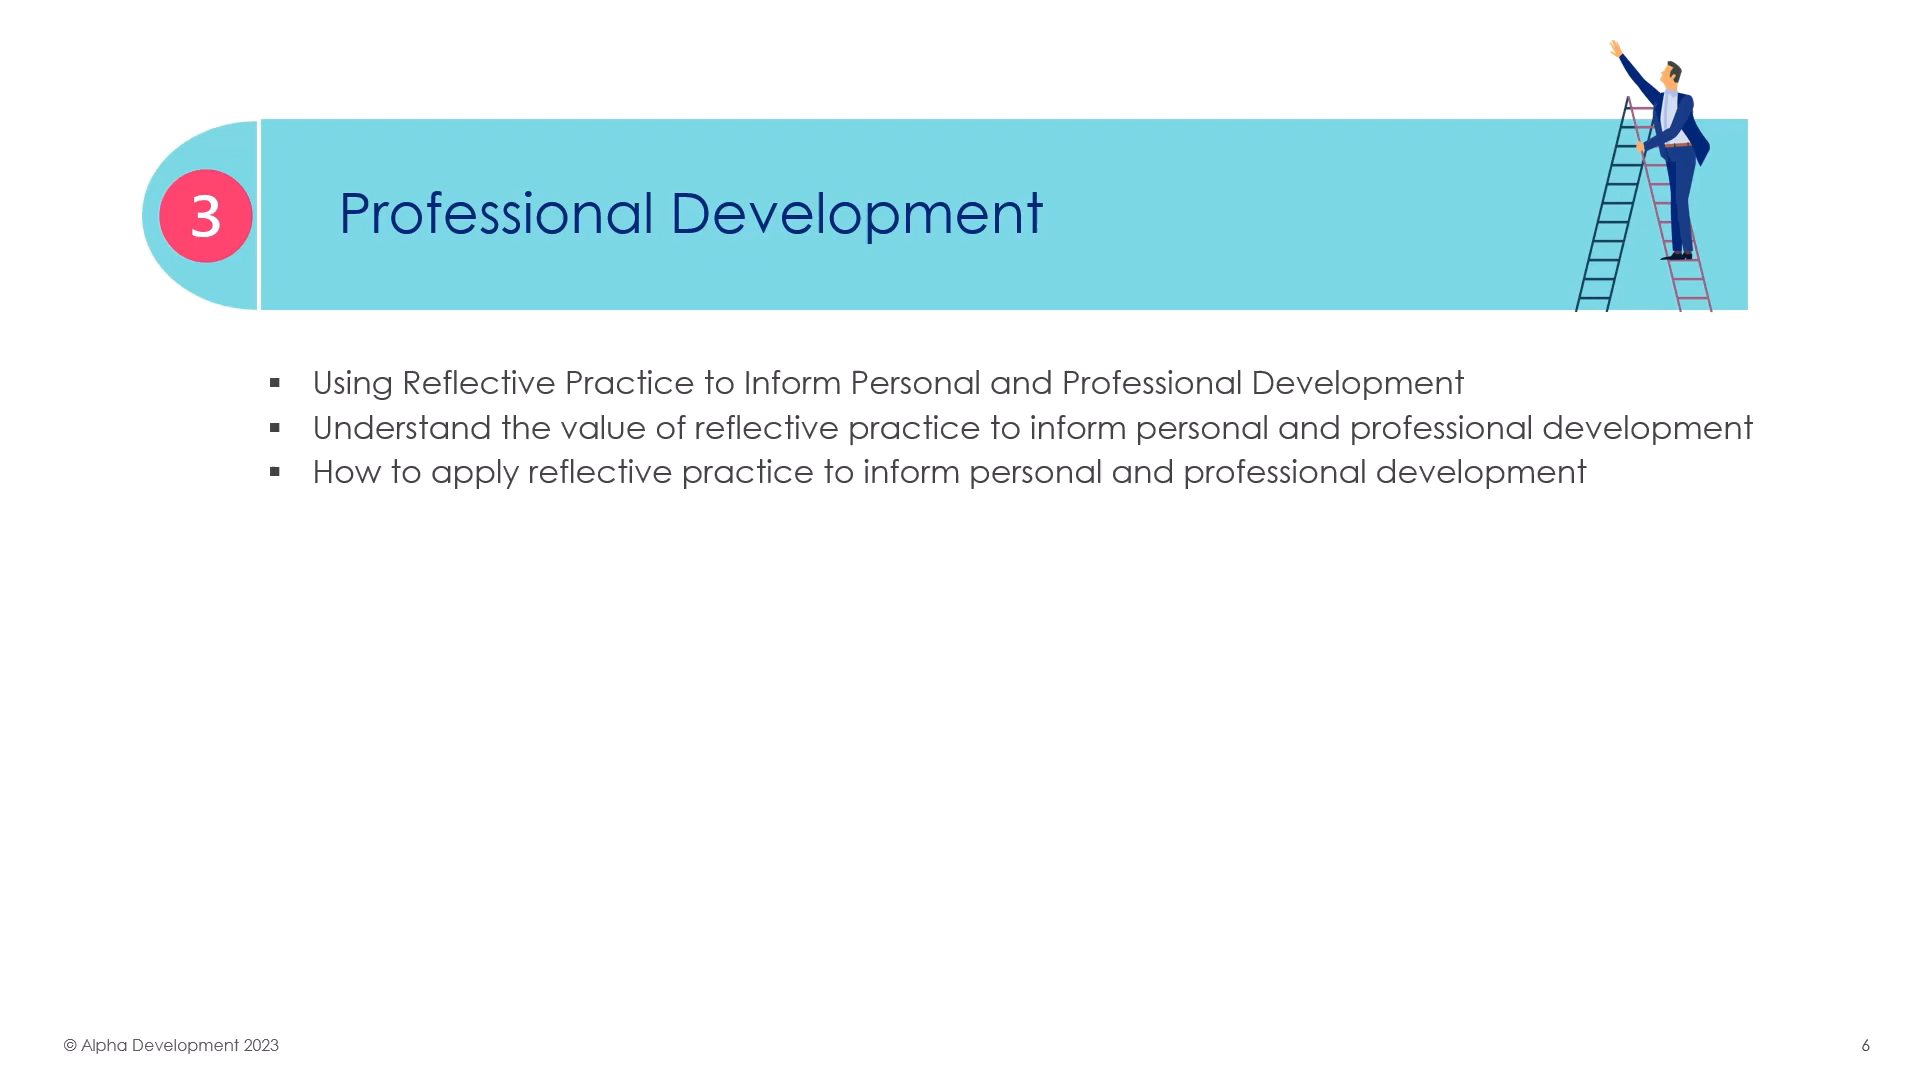 3
Professional Development
▪ Using Reflective Practice to Inform Personal and Professional Development
▪ Understand the value of reflective practice to inform personal and professional development
▪ How to apply reflective practice to inform personal and professional development
© Alpha Development 2023
6